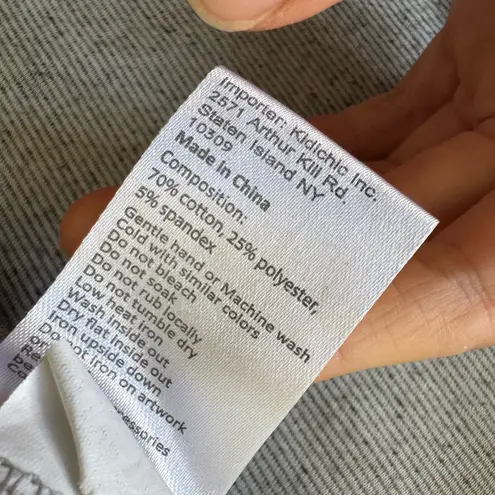 Importer: Kidichic Inc.
2571 Arthur Kill Rd.
Staten Island NY
10309
Made in China
Composition:
70% cotton, 25% polyester,
5% spandex
Gentle hand or Machine wash
Cold with similar colors
Do not bleach
Do not soak
Do not rub locally
Low heat iron
Do not tumble dry
Wash inside out
Dry flat inside out
Iron upside down
Do not iron on artwork